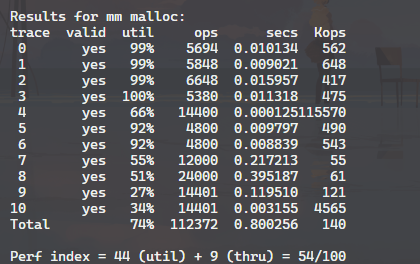 Results for mm malloc:
trace  valid  util     ops      secs  Kops
 0       yes   99%    5694  0.010134   562
 1       yes   99%    5848  0.009021   648
 2       yes   99%    6648  0.015957   417
 3       yes  100%    5380  0.011318   475
 4       yes   66%   14400  0.000125115570
 5       yes   92%    4800  0.009797   490
 6       yes   92%    4800  0.008839   543
 7       yes   55%   12000  0.217213    55
 8       yes   51%   24000  0.395187    61
 9       yes   27%   14401  0.119510   121
10       yes   34%   14401  0.003155  4565
Total          74%  112372  0.800256   140
Perf index = 44 (util) + 9 (thru) = 54/100